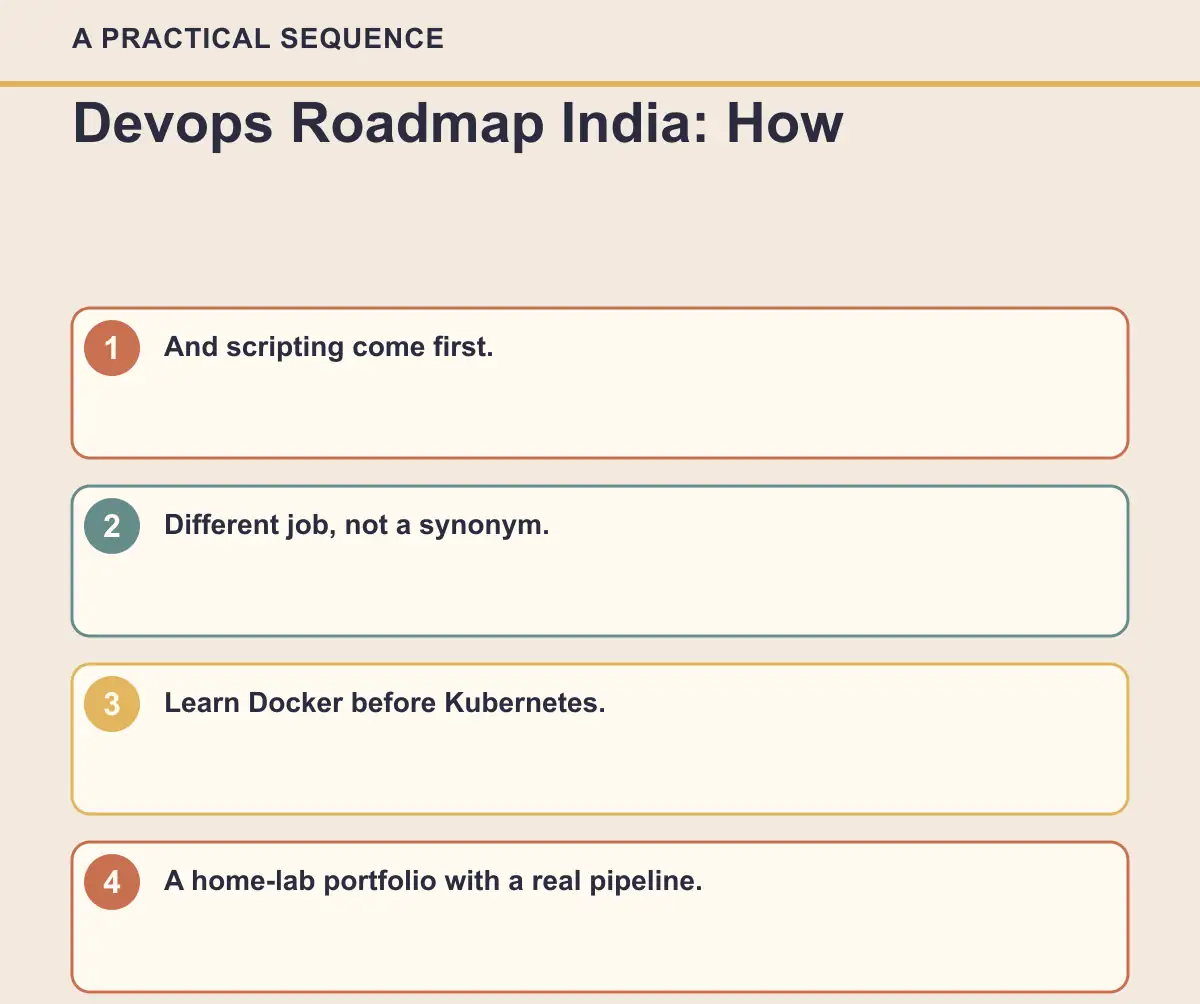 A PRACTICAL SEQUENCE
Devops Roadmap India: How
1
And scripting come first.
2
Different job, not a synonym.
3
Learn Docker before Kubernetes.
4
A home-lab portfolio with a real pipeline.